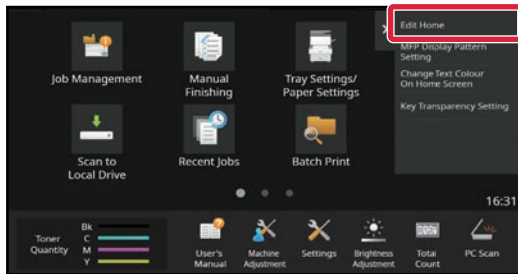 Edit Home
MFP Display Pattern
Setting
Change Text Colour
On Home Screen
Key Transparency Setting
Job Management
Manual
Finishing
Tray Settings/
Paper Settings
Scan to
Local Drive
Recent Jobs
Batch Print
16:31
Toner
Quantity
Bk
C
M
Y
User's
Manual
Machine
Adjustment
Settings
Brightness
Adjustment
Total
Count
PC Scan